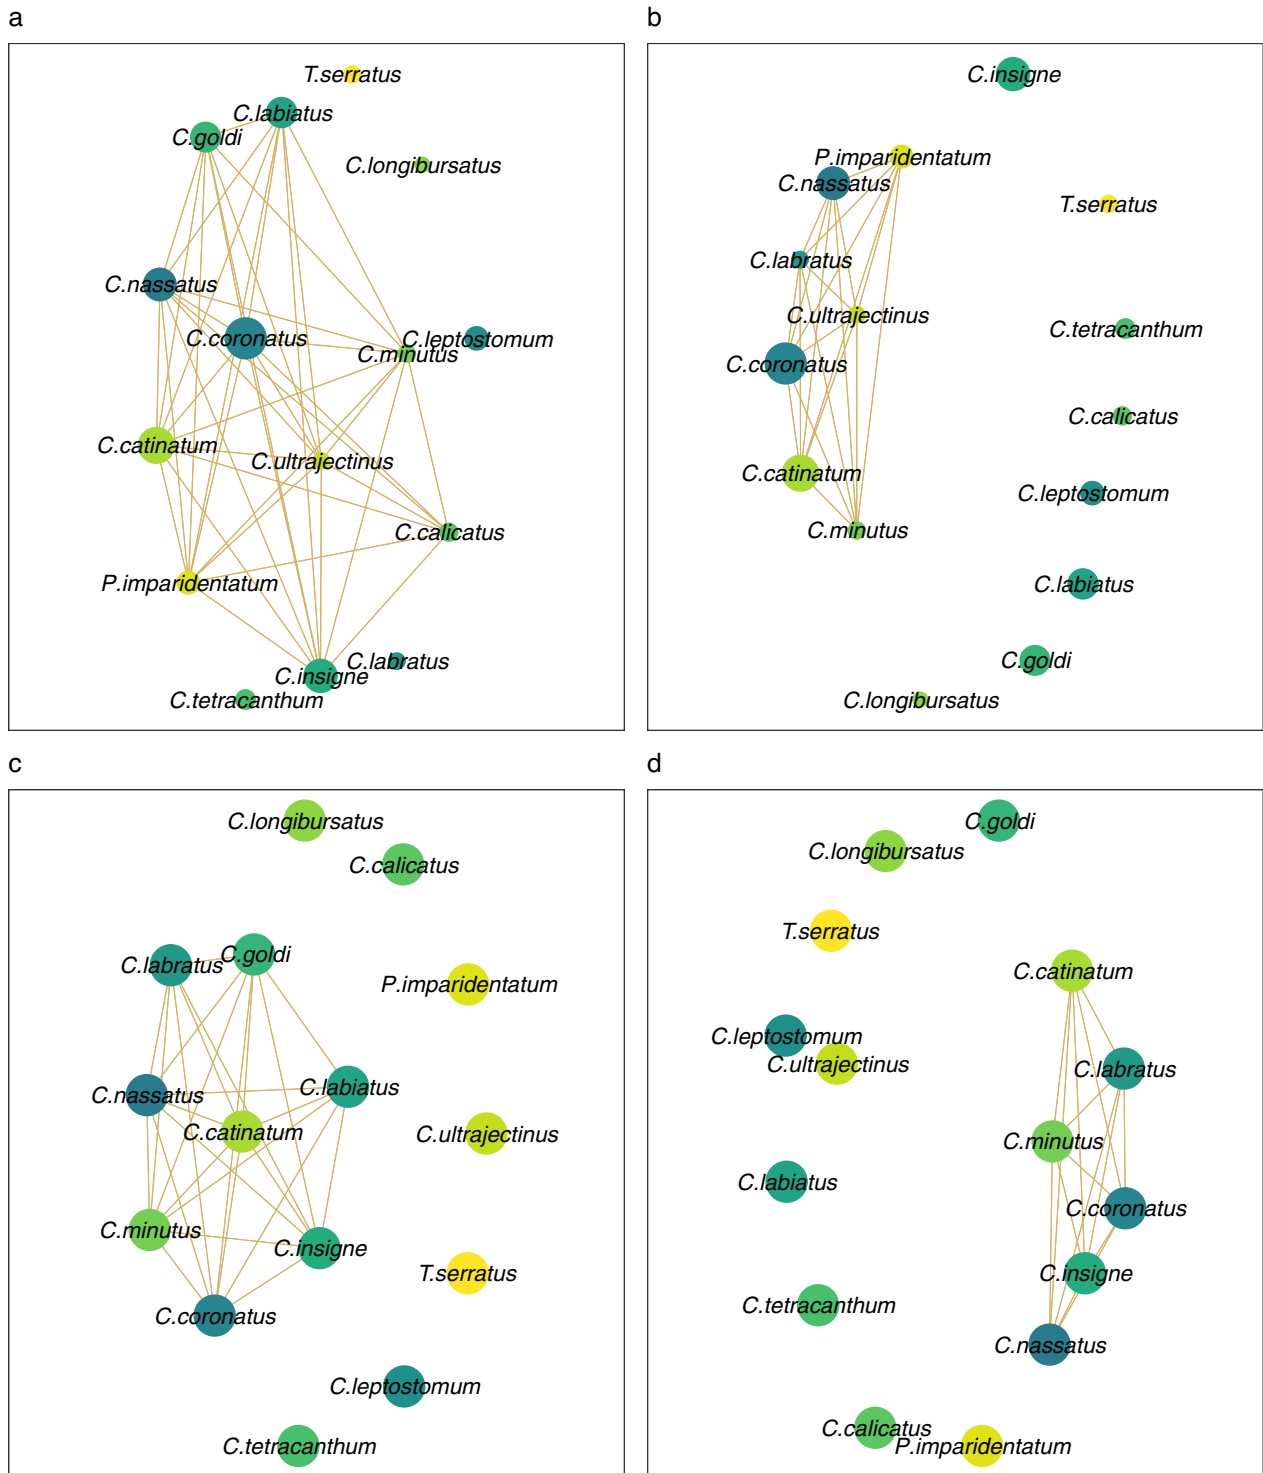 a
T.serratus
C.labiatus
C.goldi
C.longibursatus
C.nassatus
C.coronatus
C.leptostomum
C.minutus
C.catinatum
C.ultrajectinus
C.calicatus
P.imparidentatum
C.labratus
C.insigne
C.tetracanthum
b
C.insigne
P.imparidentatum
C.nassatus
T.serratus
C.labratus
C.ultrajectinus
C.tetracanthum
C.coronatus
C.calicatus
C.catinatum
C.leptostomum
C.minutus
C.labiatus
C.goldi
C.longibursatus
c
C.longibursatus
C.calicatus
C.goldi
C.labratus
P.imparidentatum
C.labiatus
C.nassatus
C.catinatum
C.ultrajectinus
C.minutus
C.insigne
T.serratus
C.coronatus
C.leptostomum
C.tetracanthum
d
C.goldi
C.longibursatus
T.serratus
C.catinatum
C.leptostomum
C.ultrajectinus
C.labratus
C.minutus
C.labiatus
C.coronatus
C.insigne
C.tetracanthum
C.nassatus
C.calicatus
P.imparidentatum